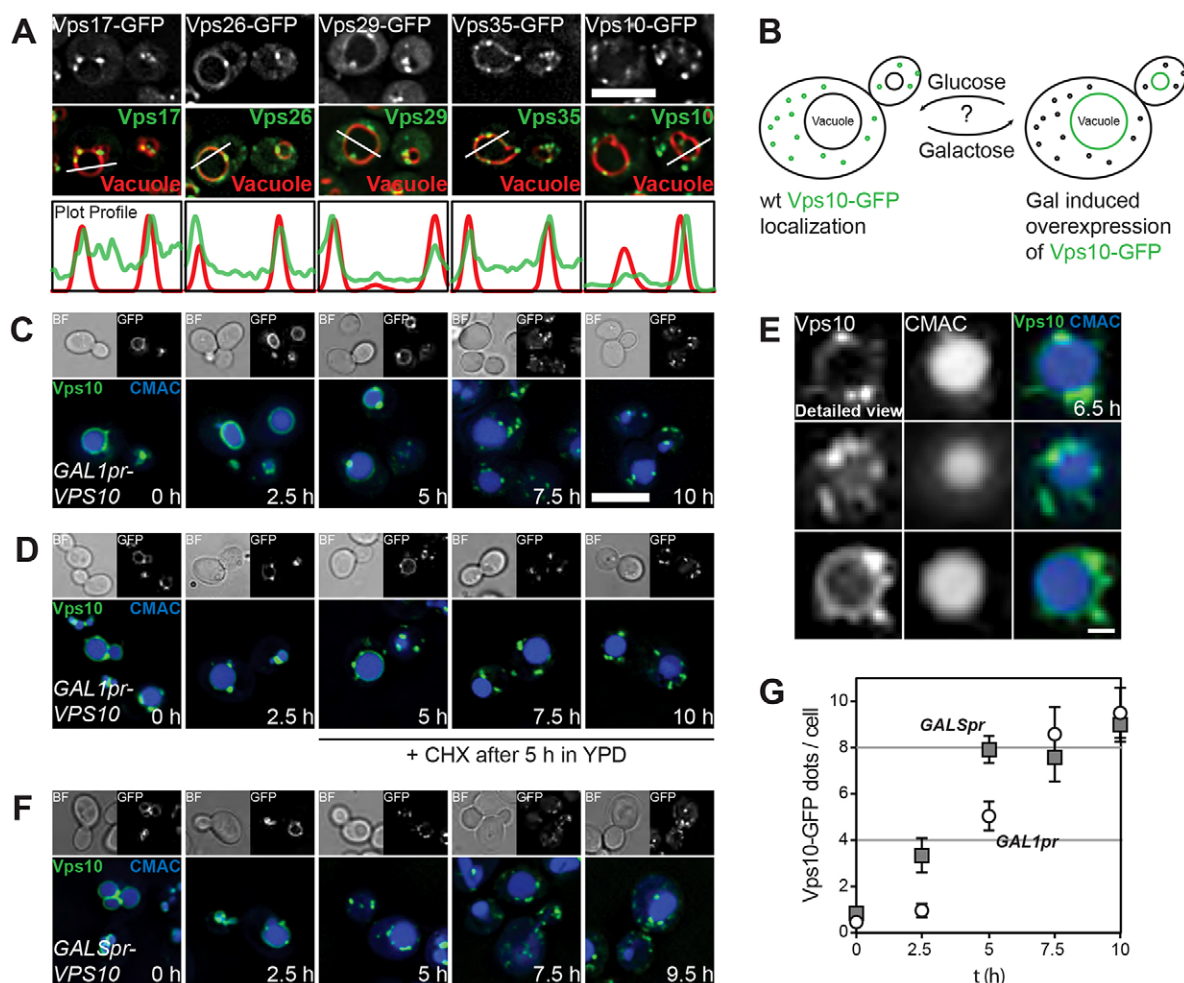 A
Vps17-GFP Vps26-GFP Vps29-GFP Vps35-GFP Vps10-GFP
Vps17 Vps26 Vps29 Vps35 Vps10
Vacuole Vacuole Vacuole Vacuole Vacuole
Plot Profile
B
Glucose
?
Galactose
Vacuole
Vacuole
wt Vps10-GFP
localization
Gal induced
overexpression
of Vps10-GFP
C
BF GFP BF GFP BF GFP BF GFP BF GFP
Vps10 CMAC
GAL1pr-
VPS10 0 h 2.5 h 5 h 7.5 h 10 h
D
BF GFP BF GFP BF GFP BF GFP BF GFP
Vps10 CMAC
GAL1pr-
VPS10 0 h 2.5 h 5 h 7.5 h 10 h
+ CHX after 5 h in YPD
E
Vps10 CMAC Vps10 CMAC
Detailed view 6.5 h
F
BF GFP BF GFP BF GFP BF GFP BF GFP
Vps10 CMAC
GALSpr-
VPS10 0 h 2.5 h 5 h 7.5 h 9.5 h
G
Vps10-GFP dots / cell
10
8
6
4
2
0
GALSpr
GAL1pr
0 2.5 5 7.5 10
t (h)